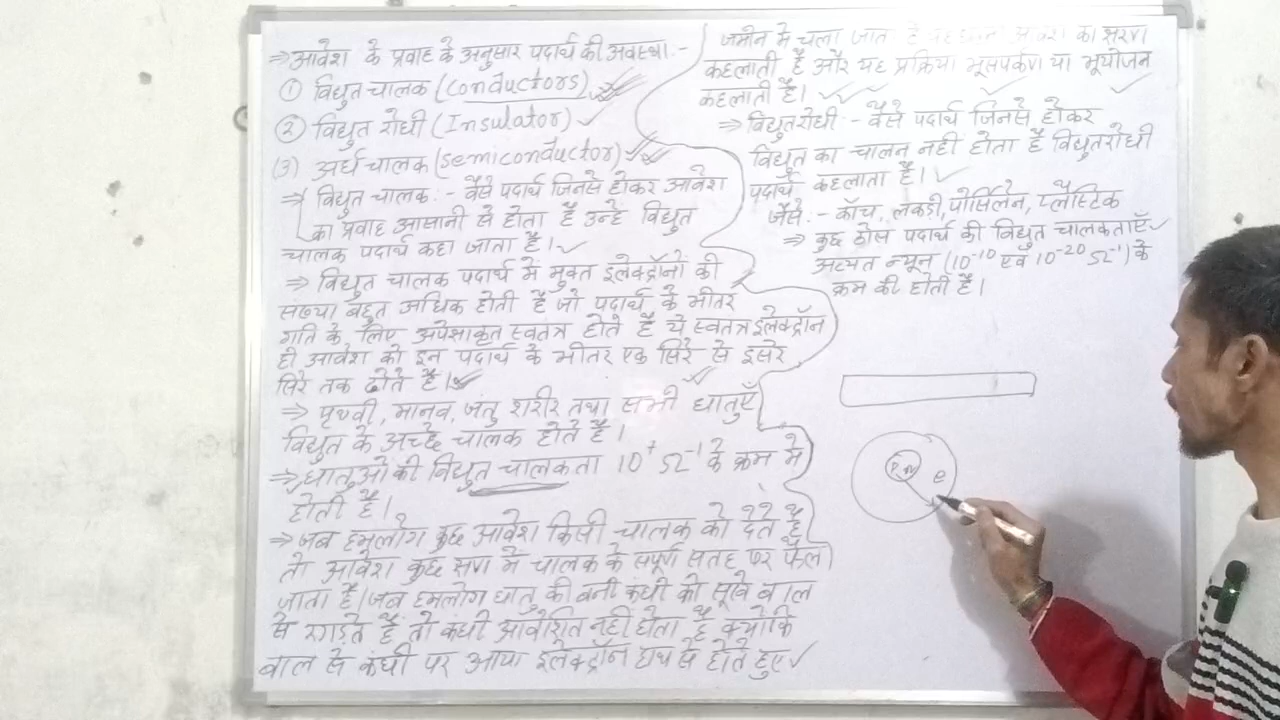 ⇒ आवेश के प्रवाह के अनुसार पदार्थ की अवस्था :-
① विद्युत चालक (conductors)
② विद्युत रोधी (Insulator)
(3) अर्ध चालक (semiconductor)
⇒ विद्युत चालक :- वैसे पदार्थ जिनसे होकर आवेश
का प्रवाह आसानी से होता है उन्हें विद्युत
चालक पदार्थ कहा जाता है।
⇒ विद्युत चालक पदार्थ में मुक्त इलेक्ट्रॉनों की
संख्या बहुत अधिक होती है जो पदार्थ के भीतर
गति के लिए अपेक्षाकृत स्वतंत्र होते हैं ये स्वतंत्र इलेक्ट्रॉन
ही आवेश को इन पदार्थ के भीतर एक सिरे से दूसरे
सिरे तक ढोते है।
⇒ पृथ्वी, मानव, जंतु शरीर तथा सभी धातुएँ
विद्युत के अच्छे चालक होते है।
⇒ धातुओं की विद्युत चालकता Ω⁻¹ के क्रम मे
होती है।
⇒ जब हमलोग कुछ आवेश किसी चालक को देते है
तो आवेश कुछ क्षण में चालक के संपूर्ण सतह पर फैल
जाता है। जब हमलोग धातु की बनी कंघी को सूखे बाल
से रगड़ते हैं तो कंघी आवेशित नहीं होता है क्योंकि
बाल से कंघी पर आया इलेक्ट्रॉन हाथ से होते हुए
जमीन में चला जाता है का क्षरण
कहलाती है और यह प्रक्रिया भूसंपर्कण या भूयोजन
कहलाती है।
⇒ विद्युतरोधी :- वैसे पदार्थ जिनसे होकर
विद्युत का चालन नहीं होता है विद्युतरोधी
पदार्थ कहलाता है।
जैसे :- काँच, लकड़ी, पोर्सिलेन, प्लैस्टिक
⇒ कुछ ठोस पदार्थ की विद्युत चालकताएँ
अत्यंत न्यून (10⁻¹⁰ एवं 10⁻²⁰ Ω⁻¹) के
क्रम की होती है।
P N e